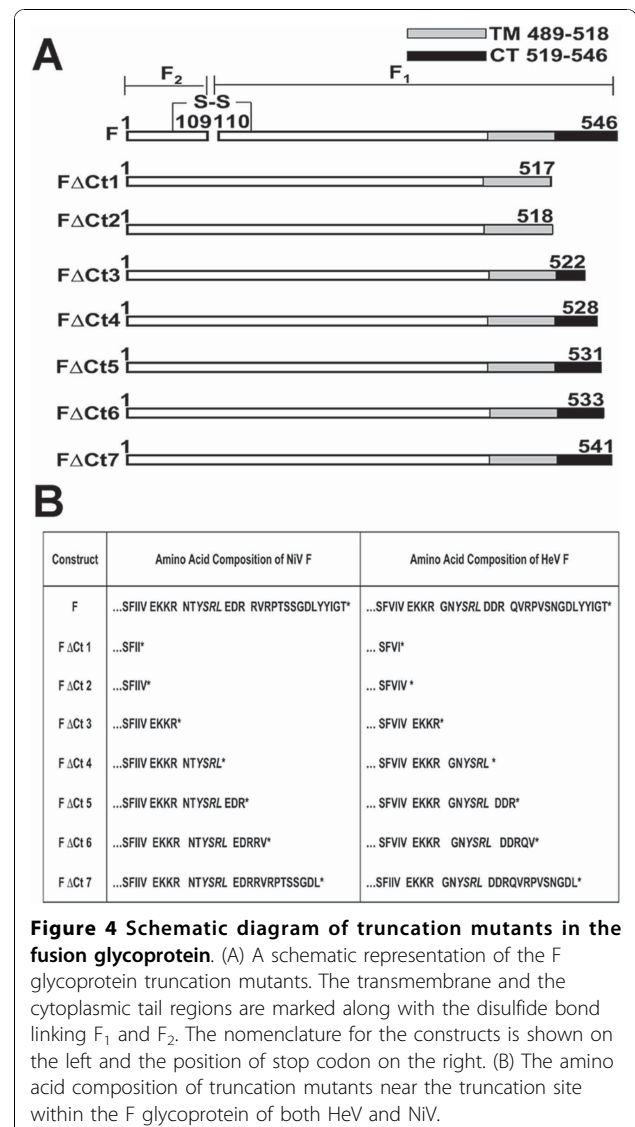 A
TM 489-518
CT 519-546
F2
F1
S-S
F 1 109 110 546
FΔCt1 1 517
FΔCt2 1 518
FΔCt3 1 522
FΔCt4 1 528
FΔCt5 1 531
FΔCt6 1 533
FΔCt7 1 541
B
Construct Amino Acid Composition of NiV F Amino Acid Composition of HeV F
F ...SFIIV EKKR NTYSRL EDR RVRPTSSGDLYYIGT* ...SFVIV EKKR GNYSRL DDR QVRPVSNGDLYYIGT*
F ΔCt 1 ...SFII* ... SFVI*
F ΔCt 2 ...SFIIV* ... SFVIV *
F ΔCt 3 ...SFIIV EKKR* ... SFVIV EKKR*
F ΔCt 4 ...SFIIV EKKR NTYSRL* ... SFVIV EKKR GNYSRL *
F ΔCt 5 ...SFIIV EKKR NTYSRL EDR* ... SFVIV EKKR GNYSRL DDR*
F ΔCt 6 ...SFIIV EKKR NTYSRL EDRRV* ... SFVIV EKKR GNYSRL DDRQV*
F ΔCt 7 ...SFIIV EKKR NTYSRL EDRRVRPTSSGDL* ...SFIIV EKKR GNYSRL DDRQVRPVSNGDL*
Figure 4 Schematic diagram of truncation mutants in the
fusion glycoprotein. (A) A schematic representation of the F
glycoprotein truncation mutants. The transmembrane and the
cytoplasmic tail regions are marked along with the disulfide bond
linking F1 and F2. The nomenclature for the constructs is shown on
the left and the position of stop codon on the right. (B) The amino
acid composition of truncation mutants near the truncation site
within the F glycoprotein of both HeV and NiV.